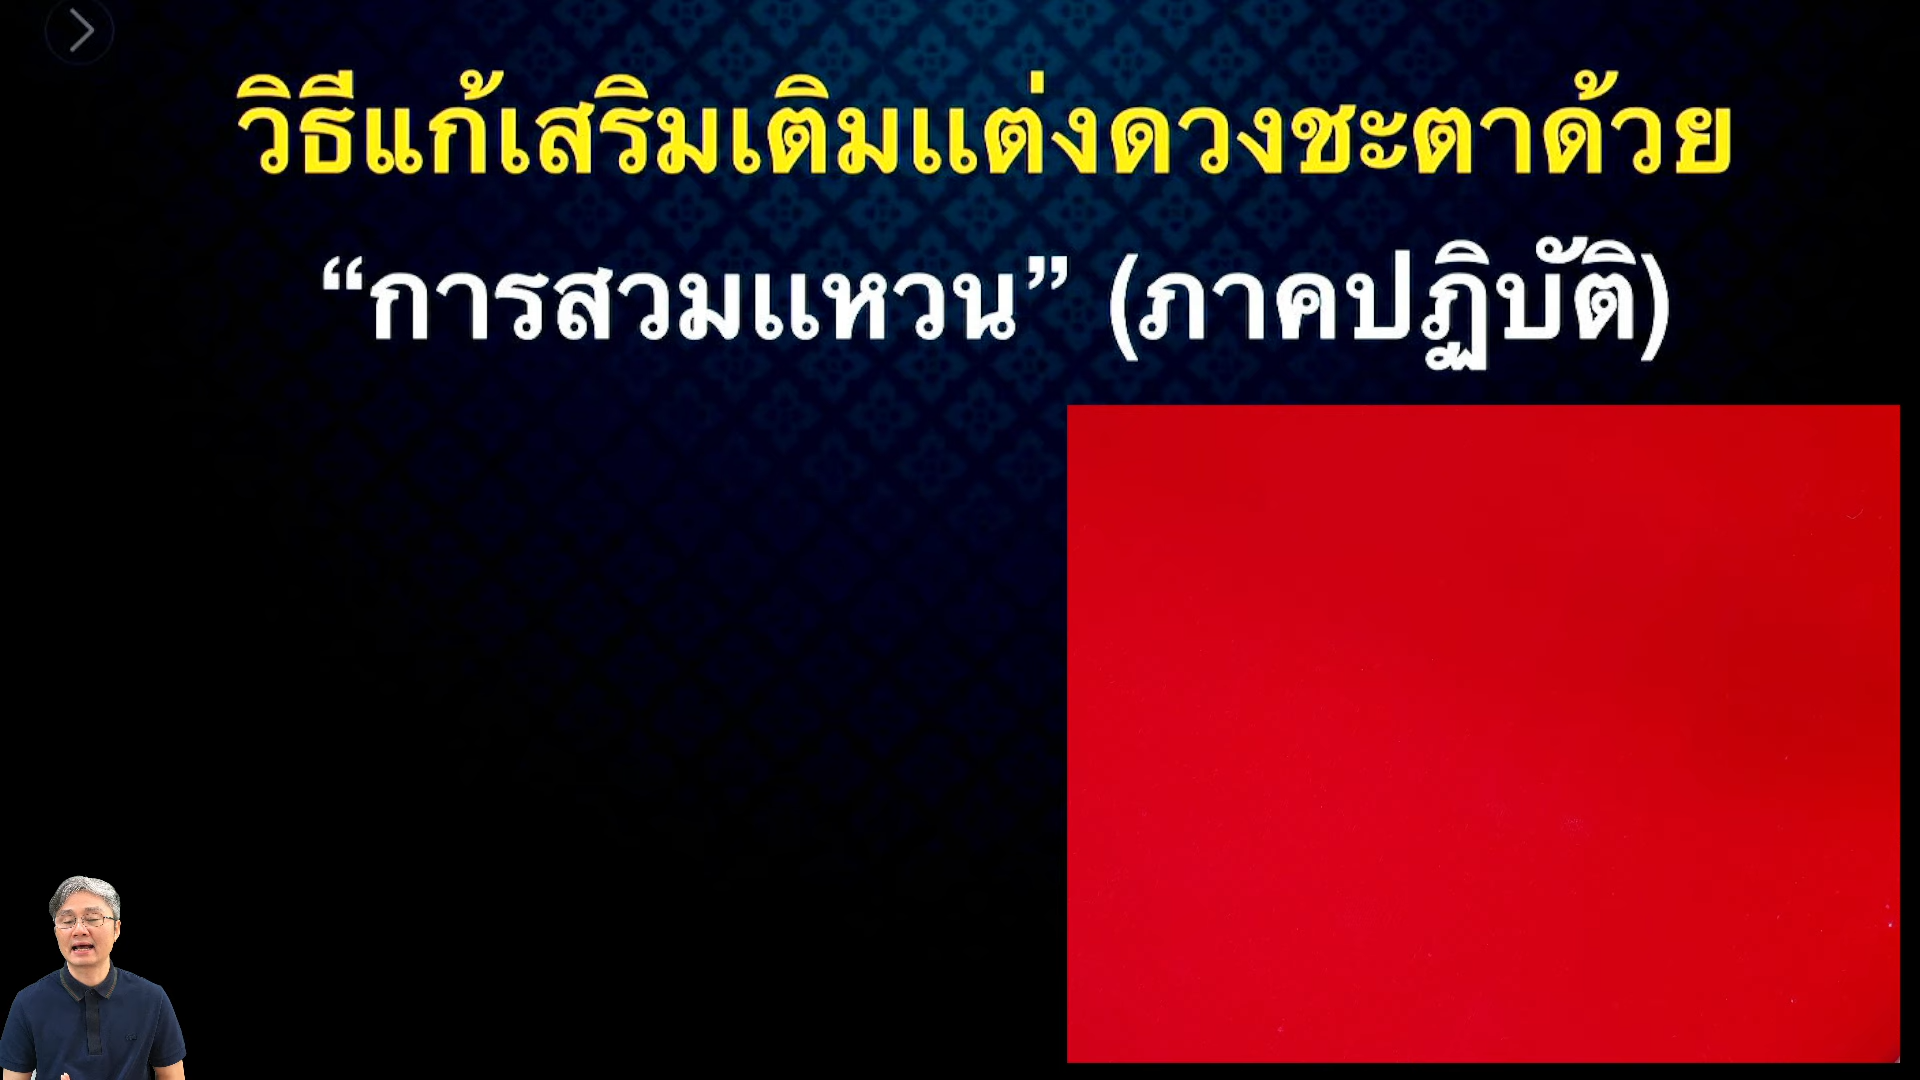 วิธีแก้เสริมเติมแต่งดวงชะตาด้วย
“การสวมแหวน” (ภาคปฏิบัติ)